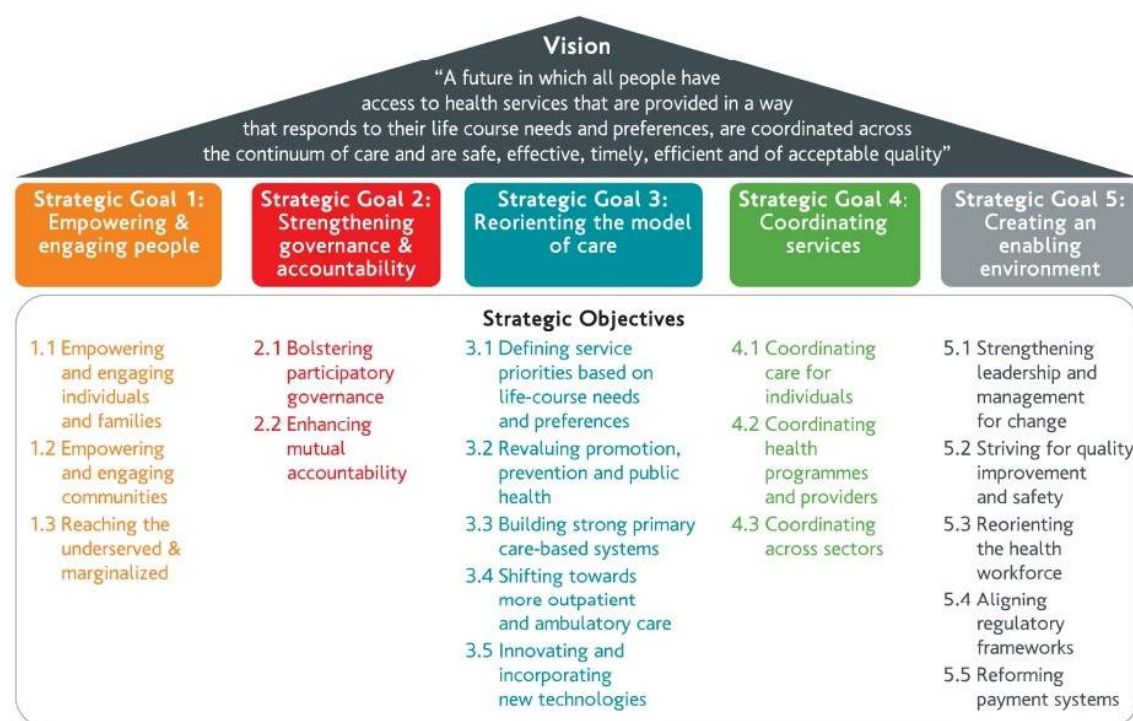 Vision
“A future in which all people have
access to health services that are provided in a way
that responds to their life course needs and preferences, are coordinated across
the continuum of care and are safe, effective, timely, efficient and of acceptable quality”
Strategic Goal 1:
Empowering &
engaging people
Strategic Goal 2:
Strengthening
governance &
accountability
Strategic Goal 3:
Reorienting the model
of care
Strategic Goal 4:
Coordinating
services
Strategic Goal 5:
Creating an
enabling
environment
Strategic Objectives
1.1 Empowering
and engaging
individuals
and families
1.2 Empowering
and engaging
communities
1.3 Reaching the
underserved &
marginalized
2.1 Bolstering
participatory
governance
2.2 Enhancing
mutual
accountability
3.1 Defining service
priorities based on
life-course needs
and preferences
3.2 Revaluing promotion,
prevention and public
health
3.3 Building strong primary
care-based systems
3.4 Shifting towards
more outpatient
and ambulatory care
3.5 Innovating and
incorporating
new technologies
4.1 Coordinating
care for
individuals
4.2 Coordinating
health
programmes
and providers
4.3 Coordinating
across sectors
5.1 Strengthening
leadership and
management
for change
5.2 Striving for quality
improvement
and safety
5.3 Reorienting
the health
workforce
5.4 Aligning
regulatory
frameworks
5.5 Reforming
payment systems